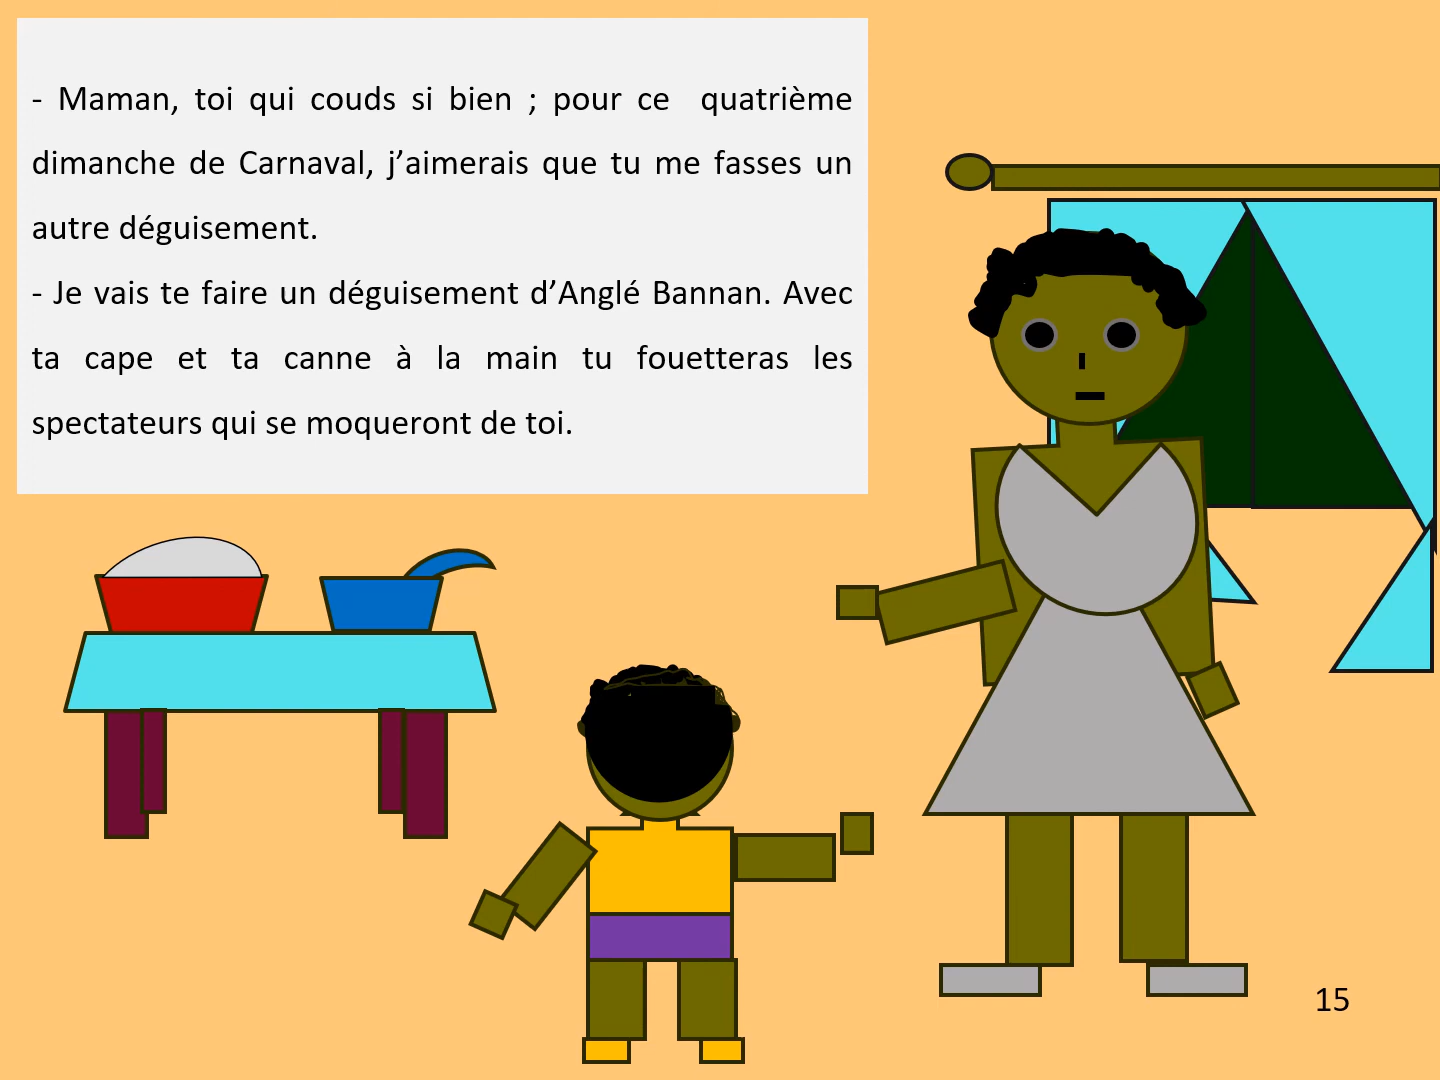 - Maman, toi qui couds si bien ; pour ce quatrième
dimanche de Carnaval, j’aimerais que tu me fasses un
autre déguisement.
- Je vais te faire un déguisement d’Anglé Bannan. Avec
ta cape et ta canne à la main tu fouetteras les
spectateurs qui se moqueront de toi.
15